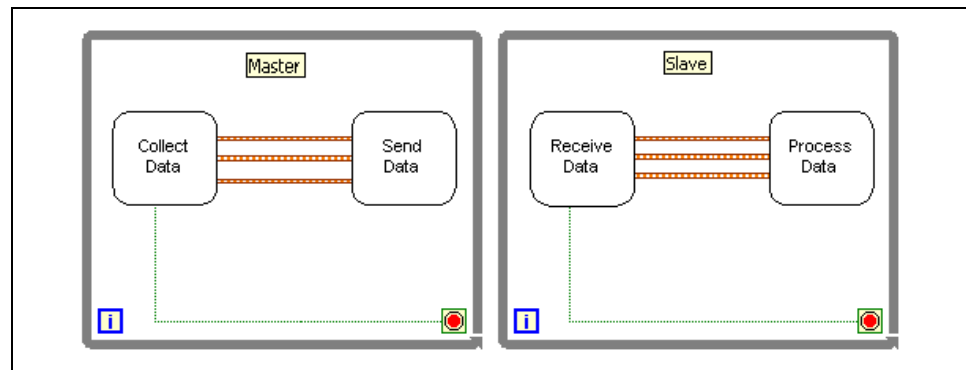 Master
Collect
Data
Send
Data
i
Slave
Receive
Data
Process
Data
i